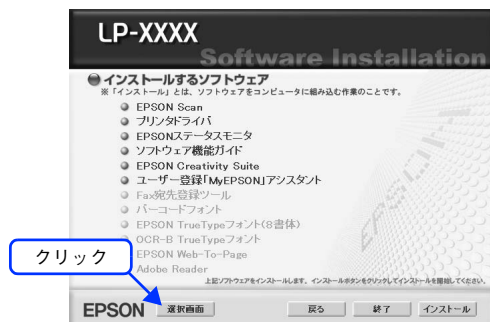 LP-XXXX
Software Installation
インストールするソフトウェア
※「インストール」とは、ソフトウェアをコンピュータに組み込む作業のことです。
EPSON Scan
プリンタドライバ
EPSONステータスモニタ
ソフトウェア機能ガイド
EPSON Creativity Suite
ユーザー登録「MyEPSON」アシスタント
Fax宛先登録ツール
バーコードフォント
EPSON TrueTypeフォント(8書体)
OCR-B TrueTypeフォント
EPSON Web-To-Page
Adobe Reader
クリック
上記ソフトウェアをインストールします。インストールボタンをクリックしてインストールを開始してください。
EPSON 選択画面 戻る 終了 インストール